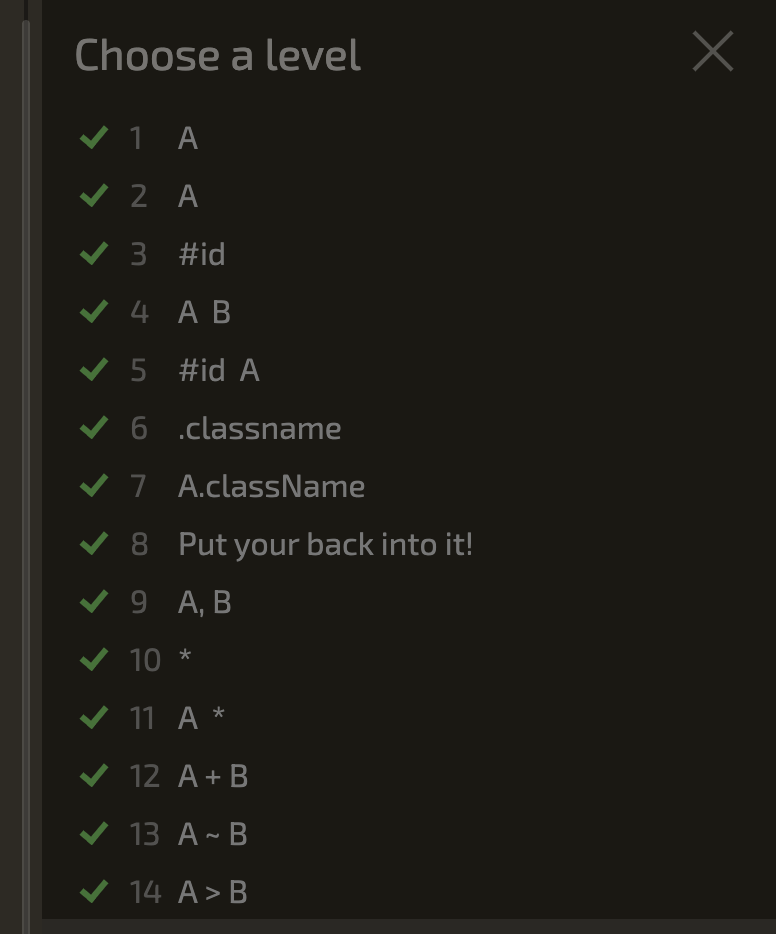 Choose a level
1 A
2 A
3 #id
4 A B
5 #id A
6 .classname
7 A.className
8 Put your back into it!
9 A, B
10 *
11 A *
12 A + B
13 A ~ B
14 A > B